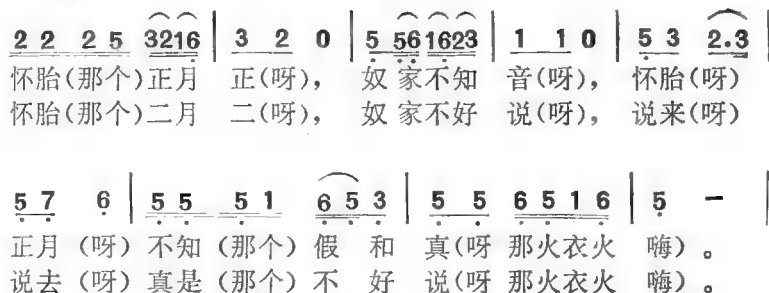 2 2 2 5 3216 | 3 2 0 | 5 56 1623 | 1 1 0 | 5 3 2.3
怀胎(那个)正月 正(呀), 奴家不知 音(呀), 怀胎(呀)
怀胎(那个)二月 二(呀), 奴家不好 说(呀), 说来(呀)
5 7 6 | 5 5 5 1 6 5 3 | 5 5 6 5 1 6 | 5 - |
正月(呀)不知(那个)假 和 真(呀 那火衣火 嗨)。
说去(呀)真是(那个)不 好 说(呀 那火衣火 嗨)。